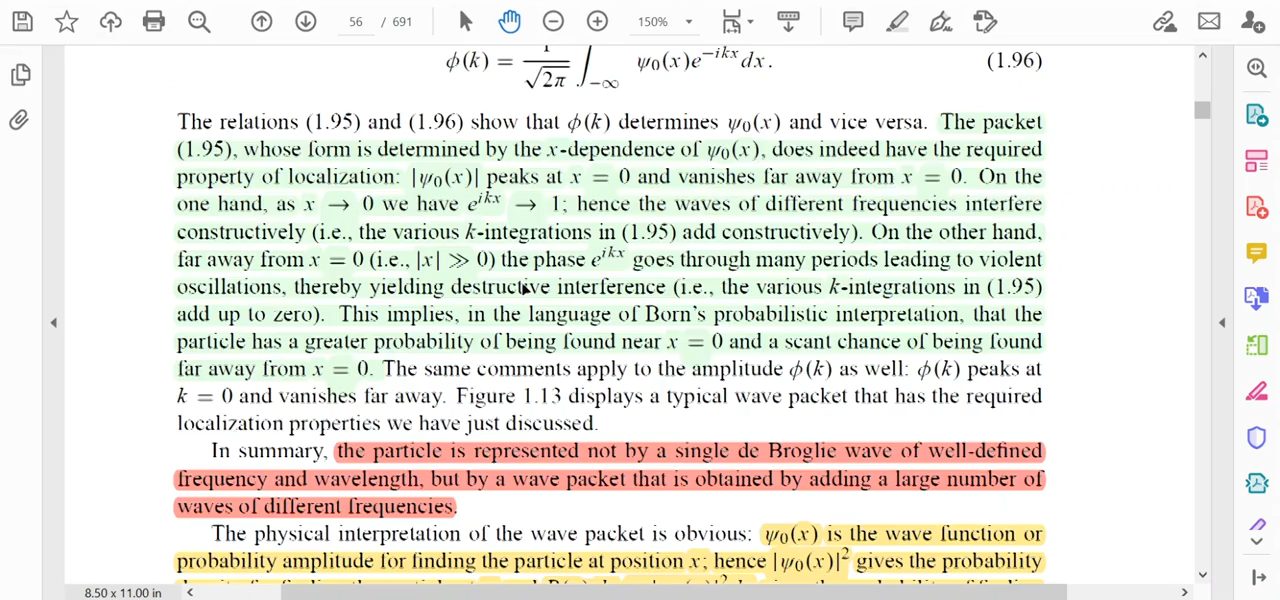 56 / 691
150%
ϕ(k) = 1/√2π ∫−∞ ψ0(x)e^−ikx dx. (1.96)
The relations (1.95) and (1.96) show that ϕ(k) determines ψ0(x) and vice versa. The packet
(1.95), whose form is determined by the x-dependence of ψ0(x), does indeed have the required
property of localization: |ψ0(x)| peaks at x = 0 and vanishes far away from x = 0. On the
one hand, as x → 0 we have e^ikx → 1; hence the waves of different frequencies interfere
constructively (i.e., the various k-integrations in (1.95) add constructively). On the other hand,
far away from x = 0 (i.e., |x| ≫ 0) the phase e^ikx goes through many periods leading to violent
oscillations, thereby yielding destructive interference (i.e., the various k-integrations in (1.95)
add up to zero). This implies, in the language of Born's probabilistic interpretation, that the
particle has a greater probability of being found near x = 0 and a scant chance of being found
far away from x = 0. The same comments apply to the amplitude ϕ(k) as well: ϕ(k) peaks at
k = 0 and vanishes far away. Figure 1.13 displays a typical wave packet that has the required
localization properties we have just discussed.
In summary, the particle is represented not by a single de Broglie wave of well-defined
frequency and wavelength, but by a wave packet that is obtained by adding a large number of
waves of different frequencies.
The physical interpretation of the wave packet is obvious: ψ0(x) is the wave function or
probability amplitude for finding the particle at position x; hence |ψ0(x)|^2 gives the probability
8.50 x 11.00 in